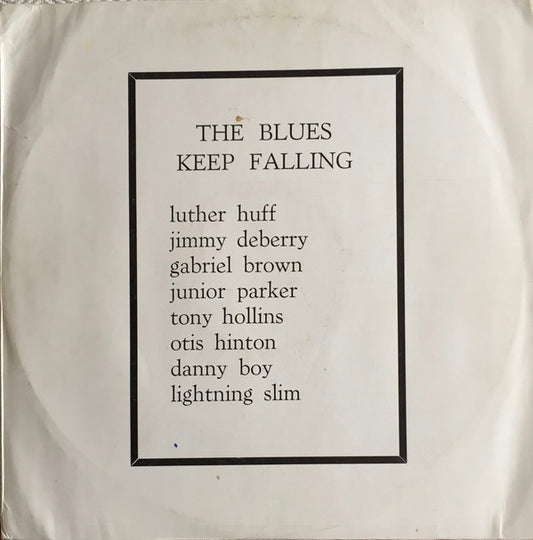 THE BLUES
KEEP FALLING
luther huff
jimmy deberry
gabriel brown
junior parker
tony hollins
otis hinton
danny boy
lightning slim